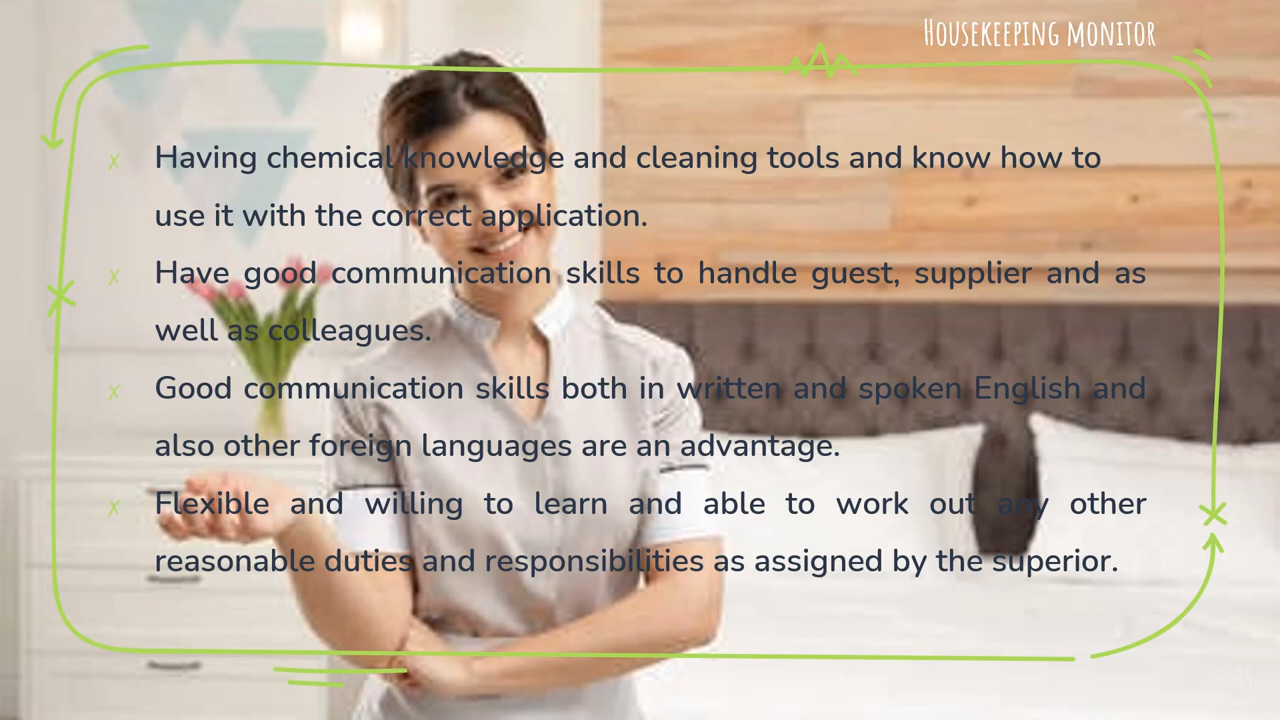 Housekeeping monitor
x Having chemical knowledge and cleaning tools and know how to
use it with the correct application.
x Have good communication skills to handle guest, supplier and as
well as colleagues.
x Good communication skills both in written and spoken English and
also other foreign languages are an advantage.
x Flexible and willing to learn and able to work out any other
reasonable duties and responsibilities as assigned by the superior.